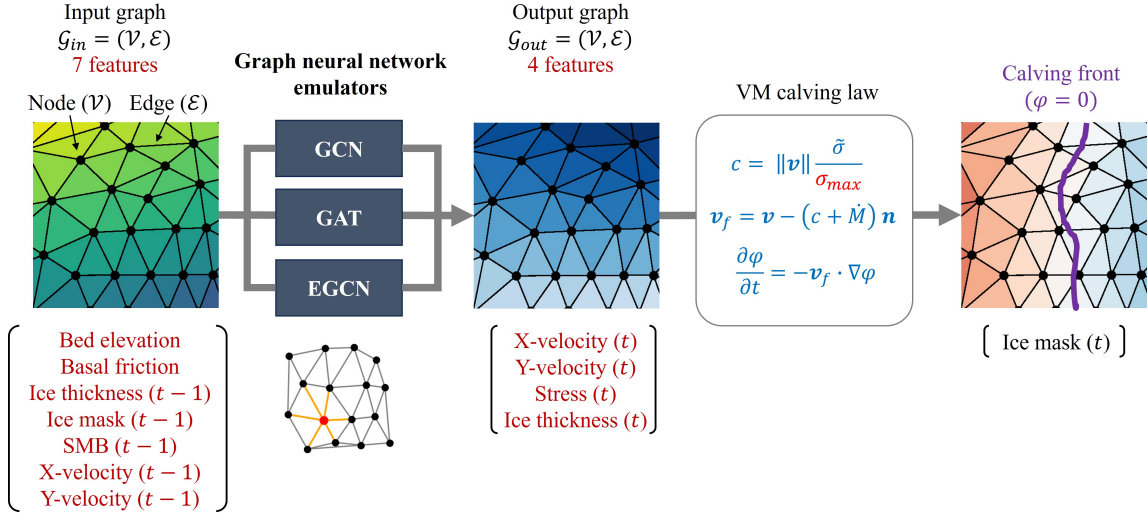 Input graph
𝒢_in = (𝒱, ℰ)
7 features
Node (𝒱)
Edge (ℰ)
Bed elevation
Basal friction
Ice thickness (t − 1)
Ice mask (t − 1)
SMB (t − 1)
X-velocity (t − 1)
Y-velocity (t − 1)
Graph neural network
emulators
GCN
GAT
EGCN
Output graph
𝒢_out = (𝒱, ℰ)
4 features
X-velocity (t)
Y-velocity (t)
Stress (t)
Ice thickness (t)
VM calving law
c = ‖v‖ σ̃/σ_max
v_f = v − (c + Ṁ) n
∂φ/∂t = −v_f · ∇φ
Calving front
(φ = 0)
Ice mask (t)